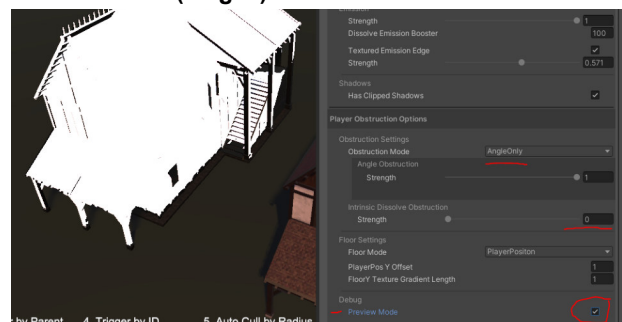 Strength 1
Dissolve Emission Booster 100
Textured Emission Edge
Strength 0.571
Shadows
Has Clipped Shadows
Player Obstruction Options
Obstruction Settings
Obstruction Mode AngleOnly
Angle Obstruction
Strength 1
Intrinsic Dissolve Obstruction
Strength 0
Floor Settings
Floor Mode PlayerPositon
PlayerPos Y Offset 1
FloorY Texture Gradient Length 1
Debug
Preview Mode
by Parent 4. Trigger by ID 5. Auto Cull by Radius